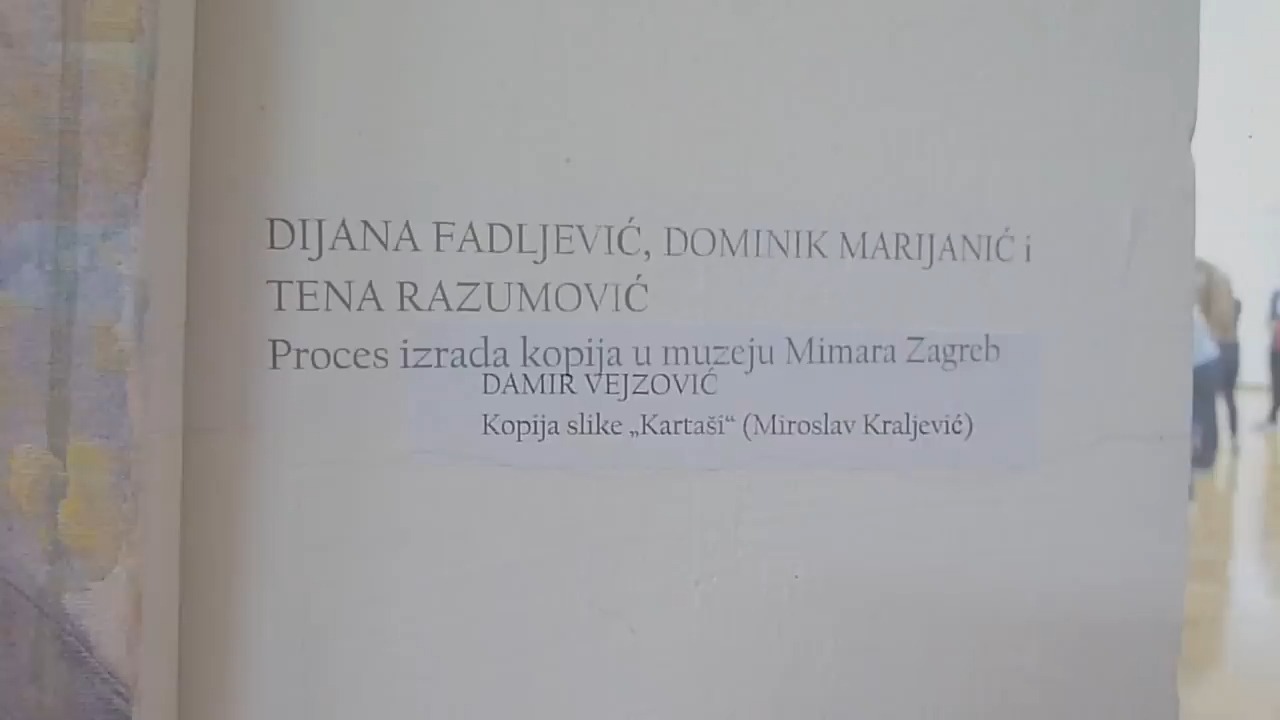 DIJANA FADLJEVIĆ, DOMINIK MARIJANIĆ i
TENA RAZUMOVIĆ
Proces izrada kopija u muzeju Mimara Zagreb
DAMIR VEJZOVIĆ
Kopija slike „Kartaši“ (Miroslav Kraljević)